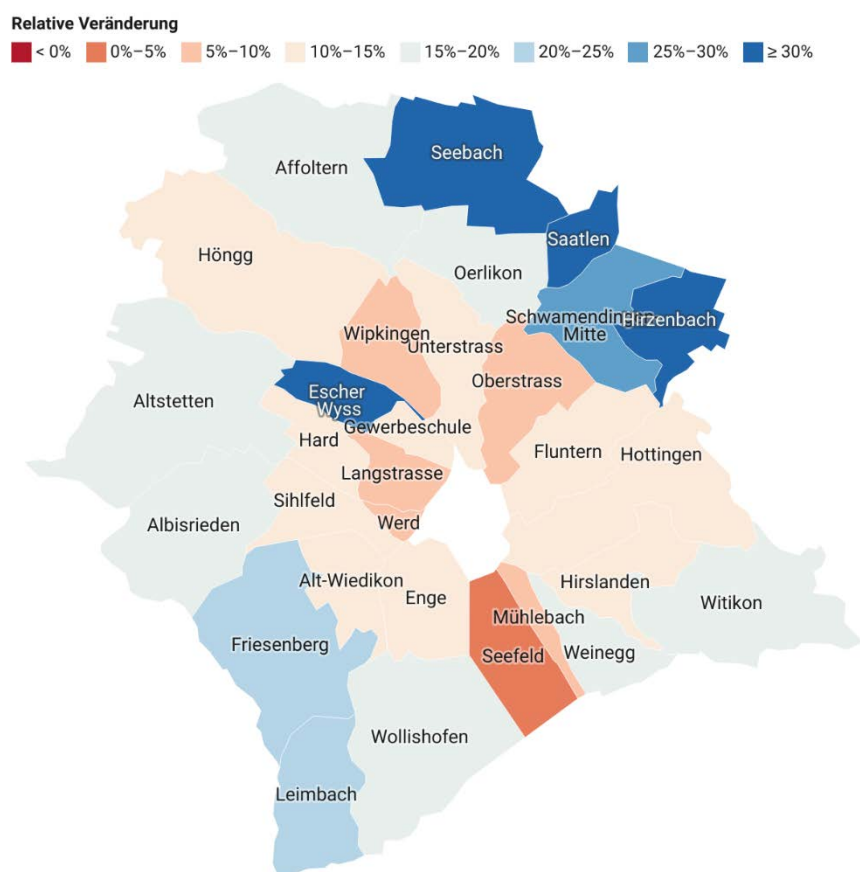 Relative Veränderung
< 0% 0%–5% 5%–10% 10%–15% 15%–20% 20%–25% 25%–30% ≥ 30%
Seebach
Affoltern
Saatlen
Höngg
Oerlikon
Schwamendingen
Mitte
Hirzenbach
Wipkingen
Unterstrass
Oberstrass
Escher
Wyss
Altstetten
Gewerbeschule
Hard
Fluntern
Hottingen
Langstrasse
Sihlfeld
Werd
Albisrieden
Alt-Wiedikon
Hirslanden
Enge
Witikon
Mühlebach
Friesenberg
Seefeld
Weinegg
Wollishofen
Leimbach